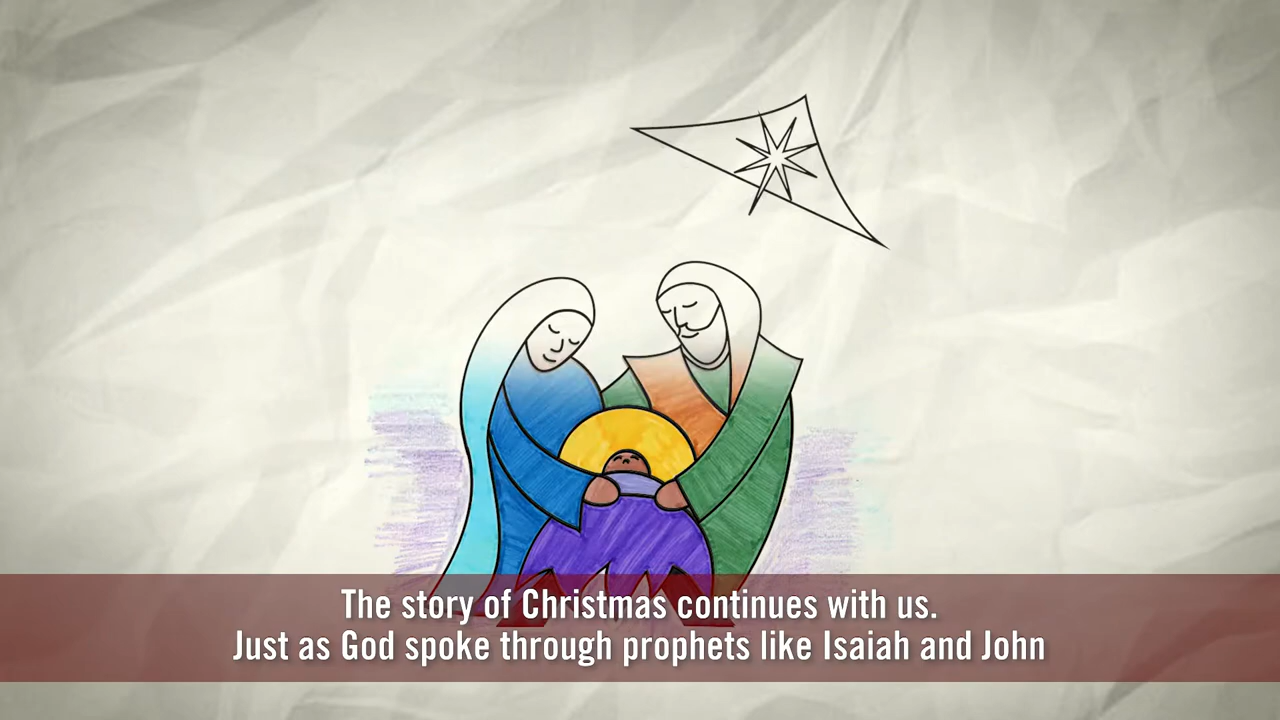 The story of Christmas continues with us.
Just as God spoke through prophets like Isaiah and John